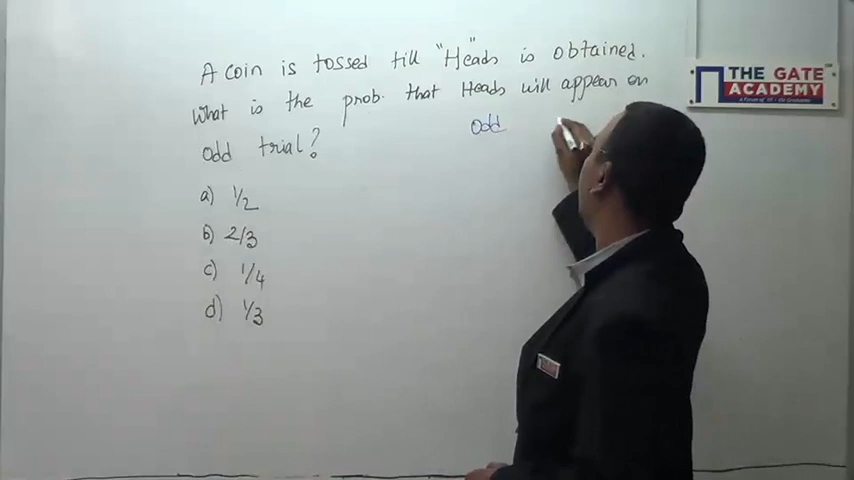 A coin is tossed till "Heads" is obtained.
What is the prob. that Heads will appear on
odd trial?
a) 1/2
b) 2/3
c) 1/4
d) 1/3
odd
THE GATE
ACADEMY